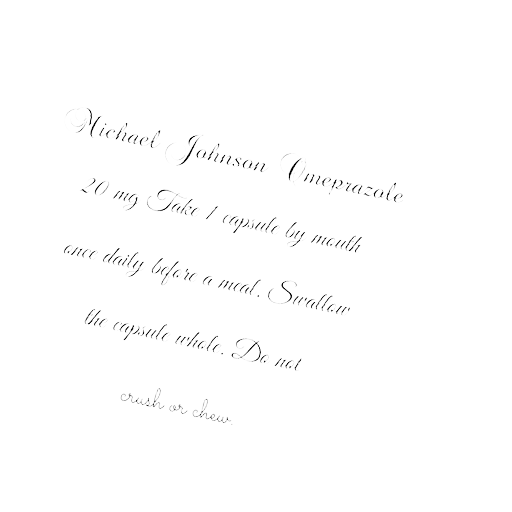 Michael Johnson Omeprazole
20 mg Take 1 capsule by mouth
once daily before a meal. Swallow
the capsule whole. Do not
crush or chew.